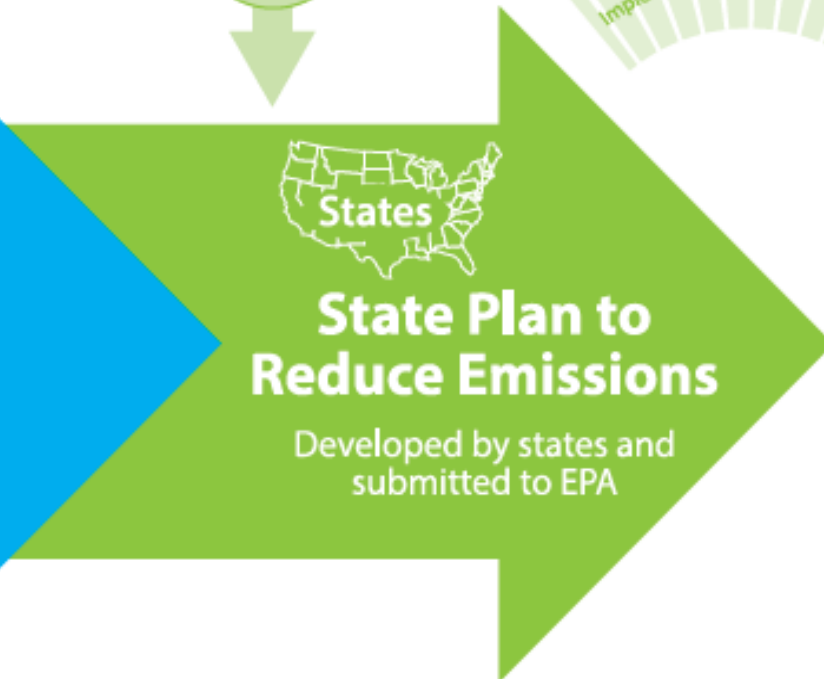 States
State Plan to
Reduce Emissions
Developed by states and
submitted to EPA